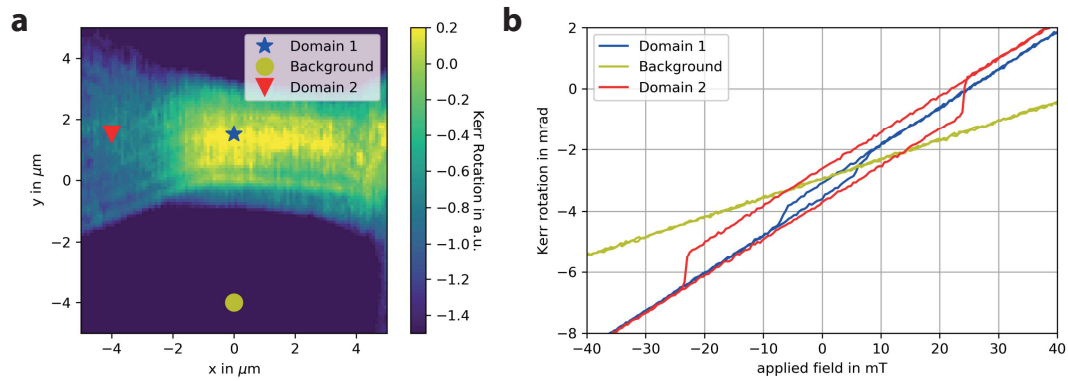 a
4
2
0
−2
−4
y in μm
−4
−2
0
2
4
x in μm
Domain 1
Background
Domain 2
0.2
0.0
−0.2
−0.4
−0.6
−0.8
−1.0
−1.2
−1.4
Kerr Rotation in a.u.
b
2
0
−2
−4
−6
−8
Kerr rotation in mrad
−40
−30
−20
−10
0
10
20
30
40
applied field in mT
Domain 1
Background
Domain 2